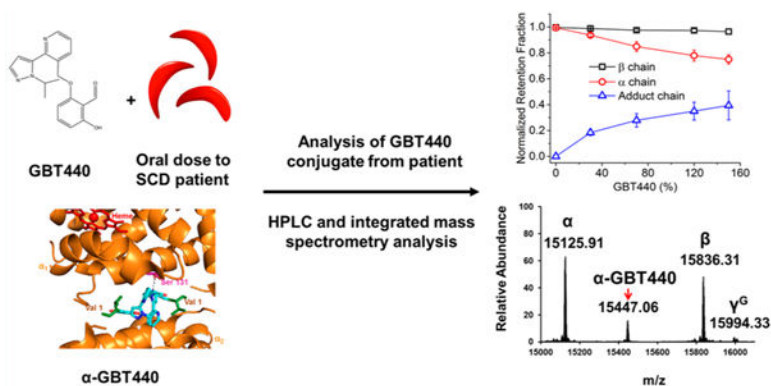 N
N
N
O
O
OH
+
GBT440
Oral dose to
SCD patient
Heme
α1
Ser 131
Val 1
Val 1
α2
α-GBT440
Analysis of GBT440
conjugate from patient
HPLC and integrated mass
spectrometry analysis
Normalized Retention Fraction
1.0
0.8
0.6
0.4
0.2
0.0
β chain
α chain
Adduct chain
0 40 80 120 160
GBT440 (%)
Relative Abundance
100
80
60
40
20
0
α
15125.91
α-GBT440
15447.06
β
15836.31
γG
15994.33
15000 15200 15400 15600 15800 16000
m/z